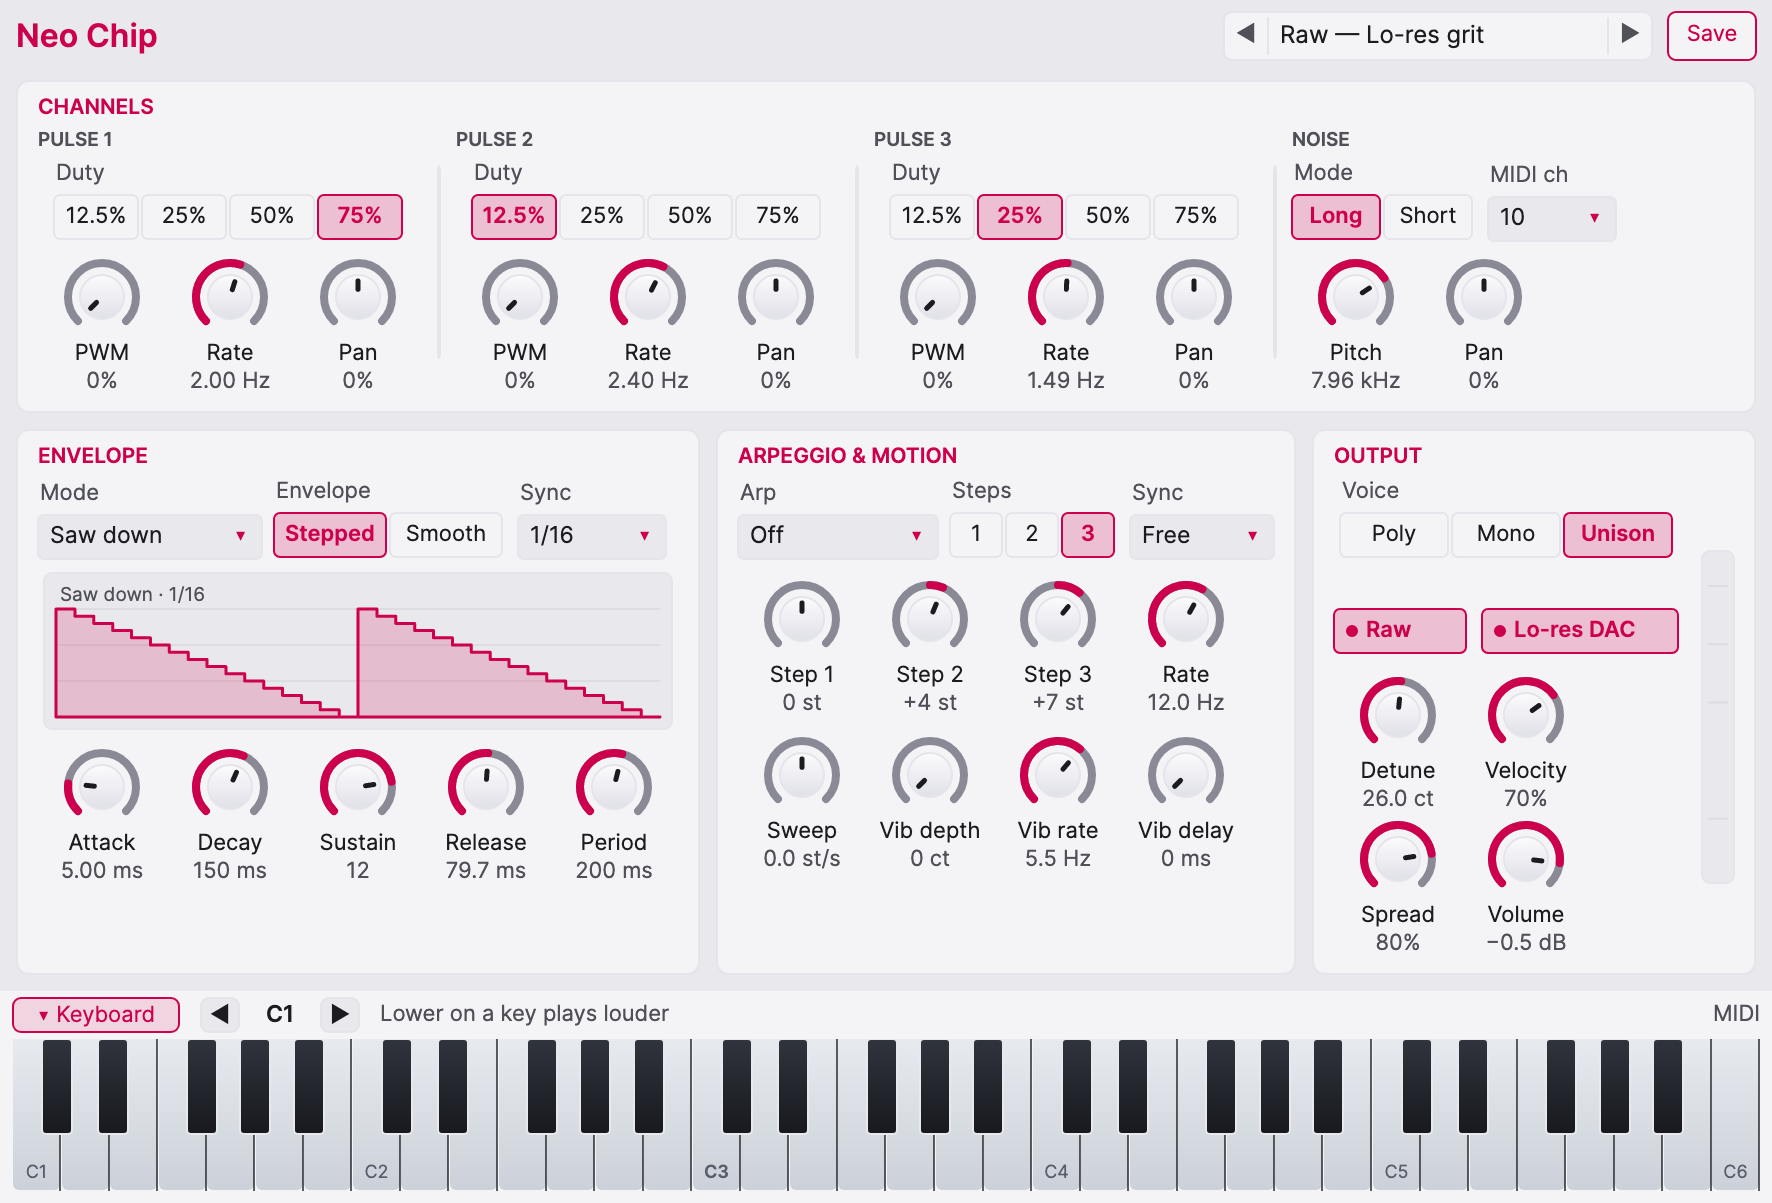 Neo Chip
◀ Raw — Lo-res grit ▶ Save
CHANNELS
PULSE 1
Duty
12.5% 25% 50% 75%
PWM Rate Pan
0% 2.00 Hz 0%
PULSE 2
Duty
12.5% 25% 50% 75%
PWM Rate Pan
0% 2.40 Hz 0%
PULSE 3
Duty
12.5% 25% 50% 75%
PWM Rate Pan
0% 1.49 Hz 0%
NOISE
Mode MIDI ch
Long Short 10
Pitch Pan
7.96 kHz 0%
ENVELOPE
Mode Envelope Sync
Saw down Stepped Smooth 1/16
Saw down · 1/16
Attack Decay Sustain Release Period
5.00 ms 150 ms 12 79.7 ms 200 ms
ARPEGGIO & MOTION
Arp Steps Sync
Off 1 2 3 Free
Step 1 Step 2 Step 3 Rate
0 st +4 st +7 st 12.0 Hz
Sweep Vib depth Vib rate Vib delay
0.0 st/s 0 ct 5.5 Hz 0 ms
OUTPUT
Voice
Poly Mono Unison
Raw Lo-res DAC
Detune Velocity
26.0 ct 70%
Spread Volume
80% −0.5 dB
▾ Keyboard ◀ C1 ▶ Lower on a key plays louder MIDI
C1 C2 C3 C4 C5 C6